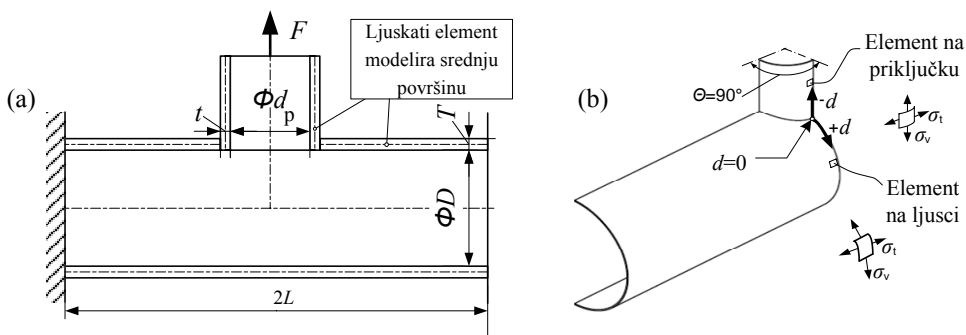 (a)
F
Ljuskati element
modelira srednju
površinu
t
Φdp
T
ΦD
2L
(b)
Θ=90°
Element na
priključku
-d
+d
d=0
σt
σv
Element
na ljusci
σt
σv